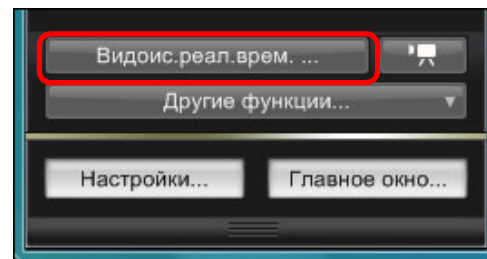 Видоис.реал.врем. ...
Другие функции...
Настройки... Главное окно...